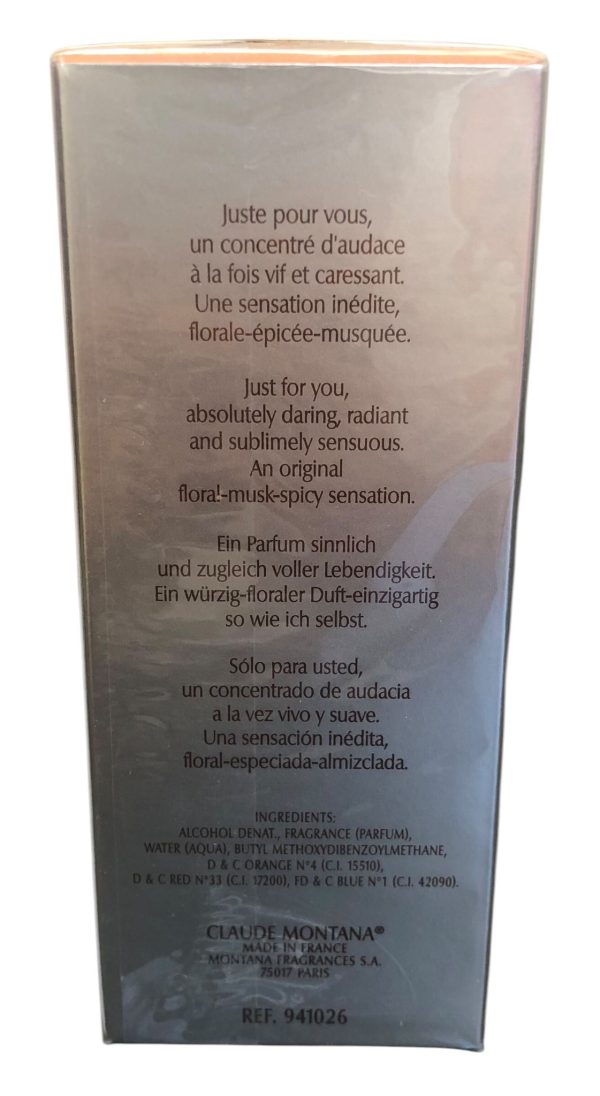 Juste pour vous,
un concentré d'audace
à la fois vif et caressant.
Une sensation inédite,
florale-épicée-musquée.
Just for you,
absolutely daring, radiant
and sublimely sensuous.
An original
floral-musk-spicy sensation.
Ein Parfum sinnlich
und zugleich voller Lebendigkeit.
Ein würzig-floraler Duft-einzigartig
so wie ich selbst.
Sólo para usted,
un concentrado de audacia
a la vez vivo y suave.
Una sensación inédita,
floral-especiada-almizclada.
INGREDIENTS:
ALCOHOL DENAT., FRAGRANCE (PARFUM),
WATER (AQUA), BUTYL METHOXYDIBENZOYLMETHANE,
D & C ORANGE N°4 (C.I. 15510),
D & C RED N°33 (C.I. 17200), FD & C BLUE N°1 (C.I. 42090).
CLAUDE MONTANA®
MADE IN FRANCE
MONTANA FRAGRANCES S.A.
75017 PARIS
REF. 941026